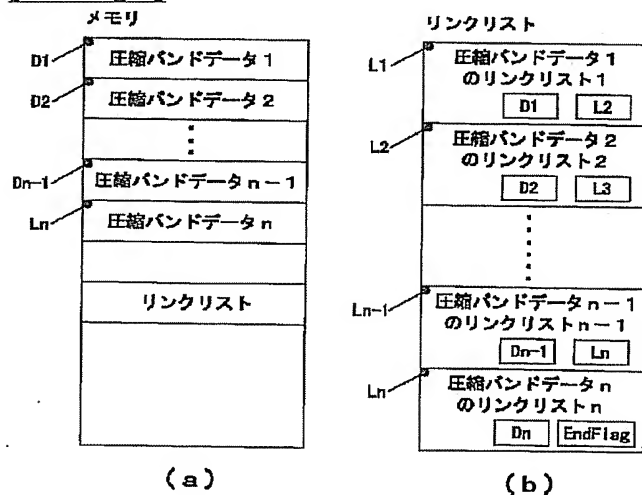 メモリ
D1
圧縮バンドデータ1
D2
圧縮バンドデータ2
Dn-1
圧縮バンドデータn-1
Ln
圧縮バンドデータn
リンクリスト
(a)
リンクリスト
L1
圧縮バンドデータ1
のリンクリスト1
D1 L2
L2
圧縮バンドデータ2
のリンクリスト2
D2 L3
Ln-1
圧縮バンドデータn-1
のリンクリストn-1
Dn-1 Ln
Ln
圧縮バンドデータn
のリンクリストn
Dn EndFlag
(b)